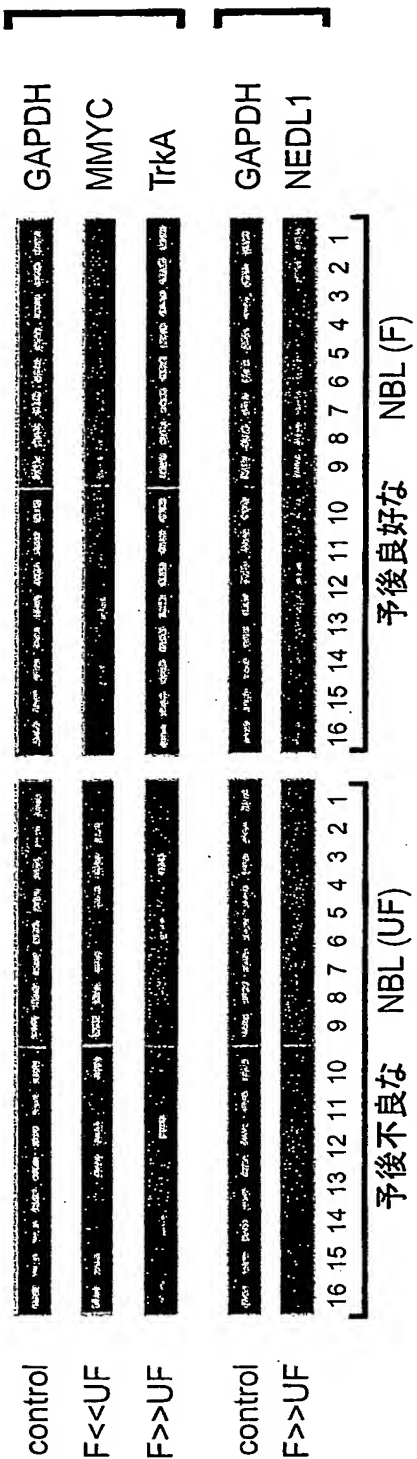 control GAPDH
F<<UF MMYC
F>>UF TrkA
control GAPDH
F>>UF NEDL1
16 15 14 13 12 11 10 9 8 7 6 5 4 3 2 1 16 15 14 13 12 11 10 9 8 7 6 5 4 3 2 1
予後不良な NBL (UF) 予後良好な NBL (F)